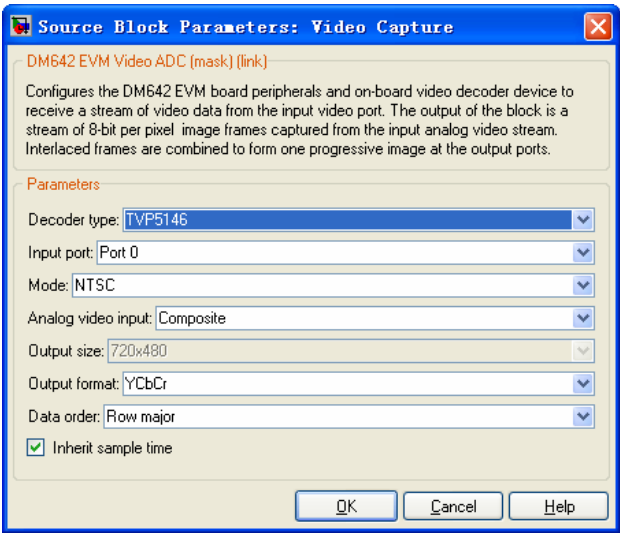 Source Block Parameters: Video Capture
DM642 EVM Video ADC (mask) (link)
Configures the DM642 EVM board peripherals and on-board video decoder device to
receive a stream of video data from the input video port. The output of the block is a
stream of 8-bit per pixel image frames captured from the input analog video stream.
Interlaced frames are combined to form one progressive image at the output ports.
Parameters
Decoder type: TVP5146
Input port: Port 0
Mode: NTSC
Analog video input: Composite
Output size: 720x480
Output format: YCbCr
Data order: Row major
Inherit sample time
OK Cancel Help